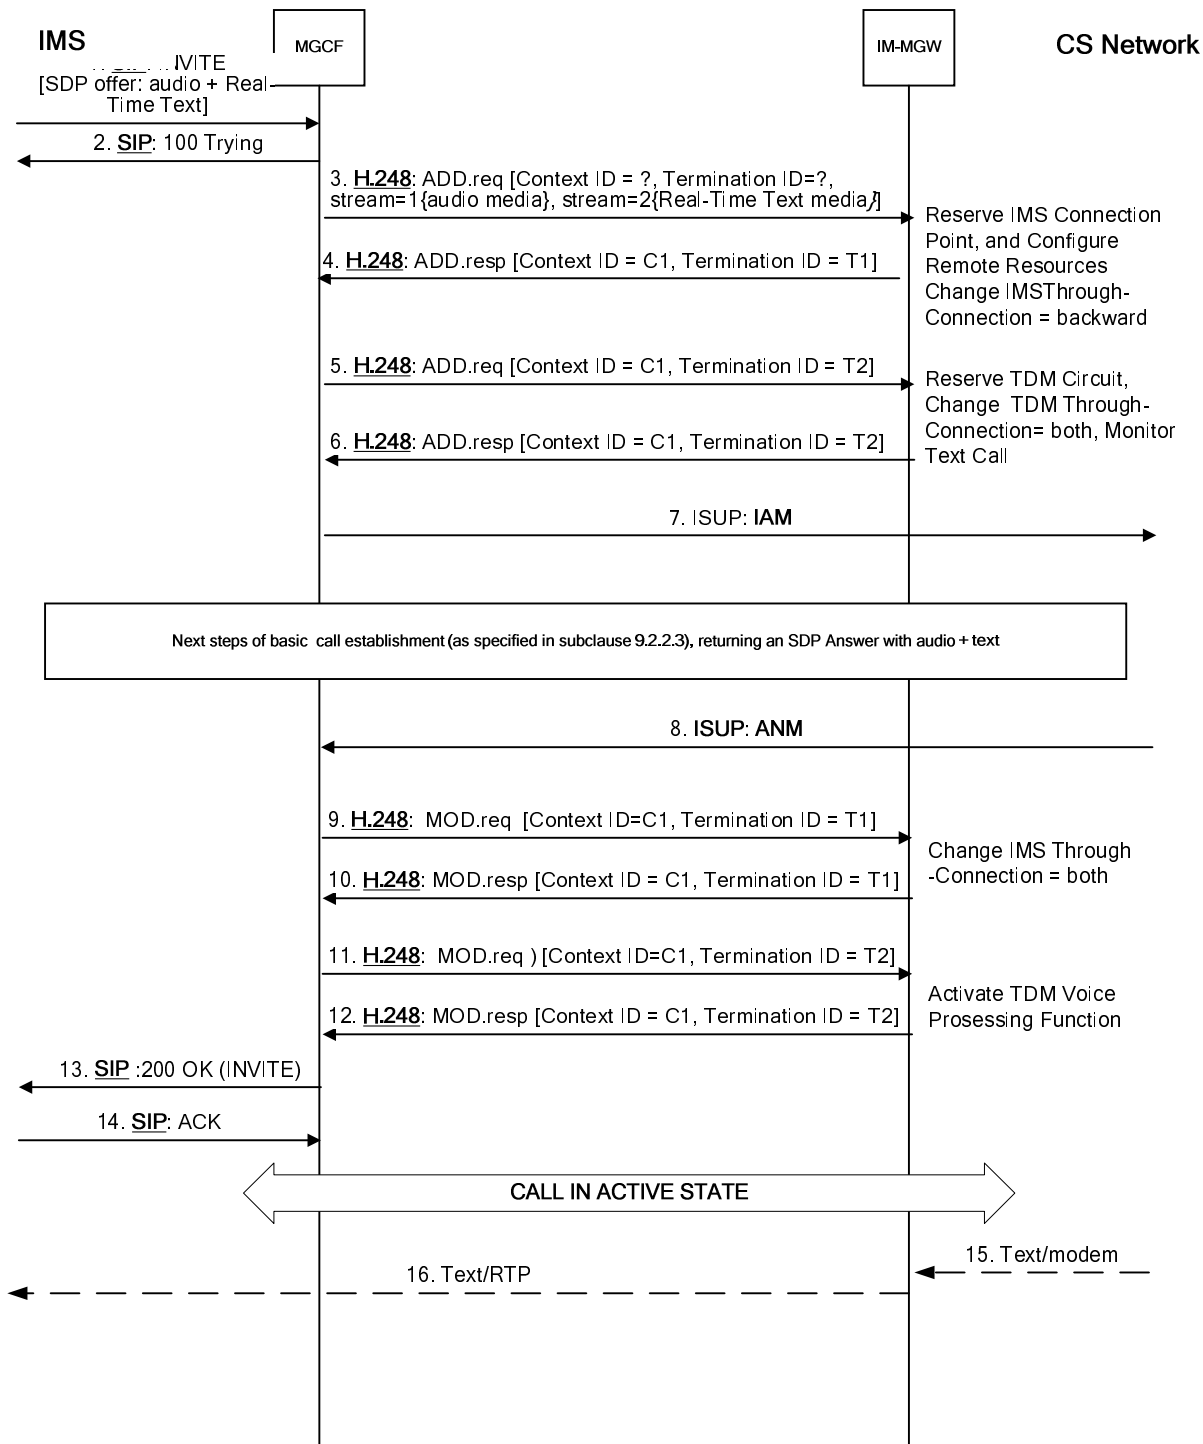 IMS
MGCF
IM-MGW
CS Network
INVITE
[SDP offer: audio + Real-
Time Text]
2. SIP: 100 Trying
3. H.248: ADD.req [Context ID = ?, Termination ID=?,
stream=1{audio media}, stream=2{Real-Time Text media}]
Reserve IMS Connection
Point, and Configure
Remote Resources
Change IMSThrough-
Connection = backward
4. H.248: ADD.resp [Context ID = C1, Termination ID = T1]
5. H.248: ADD.req [Context ID = C1, Termination ID = T2]
Reserve TDM Circuit,
Change TDM Through-
Connection= both, Monitor
Text Call
6. H.248: ADD.resp [Context ID = C1, Termination ID = T2]
7. ISUP: IAM
Next steps of basic call establishment (as specified in subclause 9.2.2.3), returning an SDP Answer with audio + text
8. ISUP: ANM
9. H.248: MOD.req [Context ID=C1, Termination ID = T1]
Change IMS Through
-Connection = both
10. H.248: MOD.resp [Context ID = C1, Termination ID = T1]
11. H.248: MOD.req ) [Context ID=C1, Termination ID = T2]
Activate TDM Voice
Prosessing Function
12. H.248: MOD.resp [Context ID = C1, Termination ID = T2]
13. SIP :200 OK (INVITE)
14. SIP: ACK
CALL IN ACTIVE STATE
15. Text/modem
16. Text/RTP